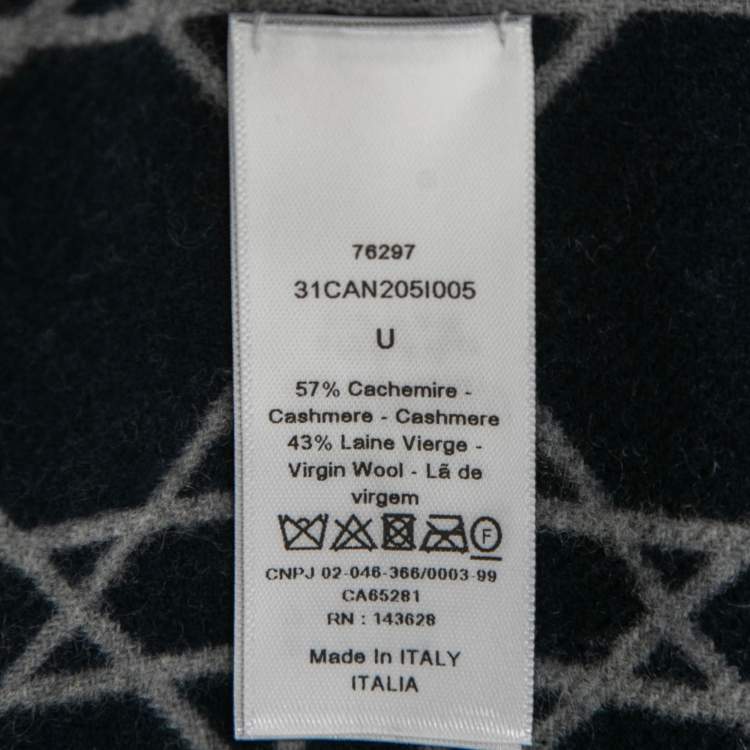 76297
31CAN205I005
U
57% Cachemire -
Cashmere - Cashmere
43% Laine Vierge -
Virgin Wool - Lã de
virgem
F
CNPJ 02-046-366/0003-99
CA65281
RN : 143628
Made In ITALY
ITALIA